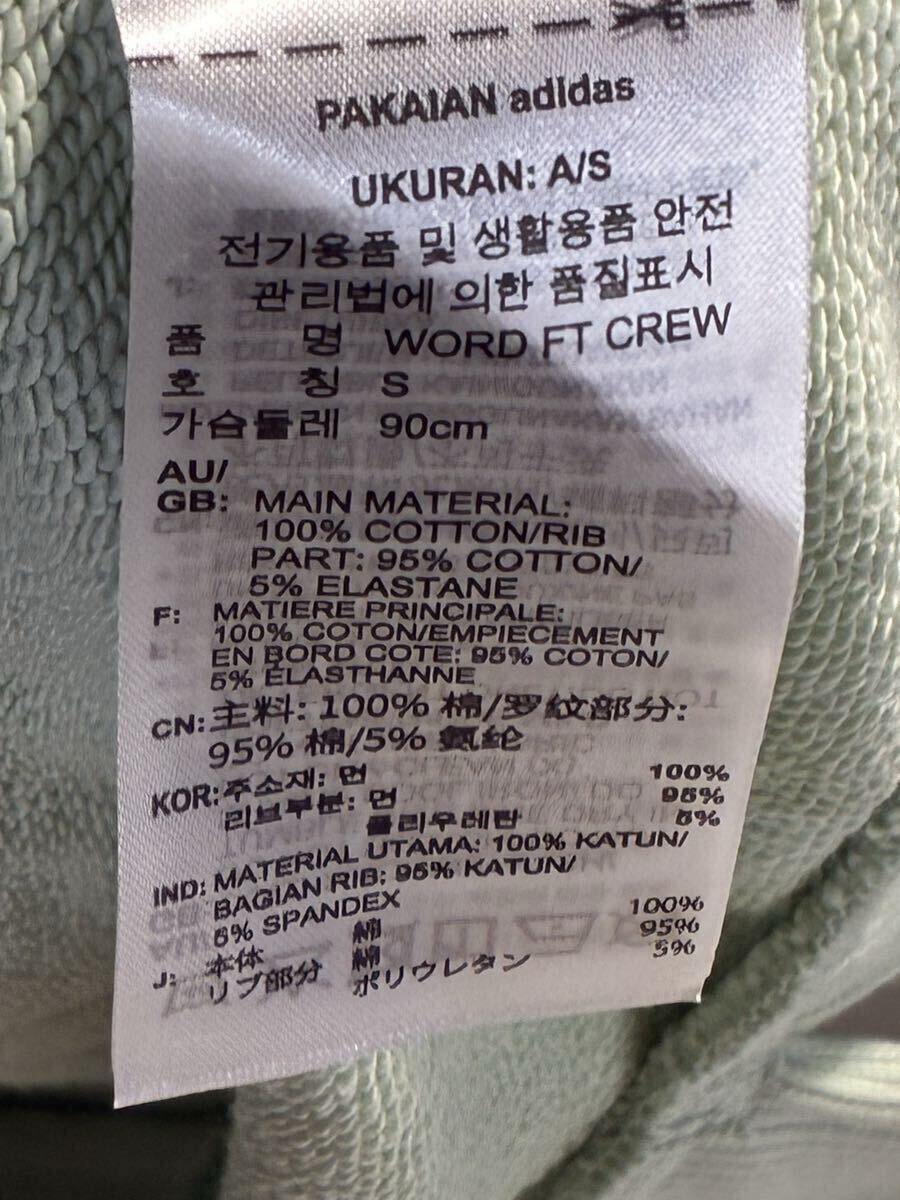 PAKAIAN adidas
UKURAN: A/S
전기용품 및 생활용품 안전
관리법에 의한 품질표시
품 명 WORD FT CREW
호 칭 S
가슴둘레 90cm
AU/
GB: MAIN MATERIAL:
100% COTTON/RIB
PART: 95% COTTON/
5% ELASTANE
F: MATIERE PRINCIPALE:
100% COTON/EMPIECEMENT
EN BORD COTE: 95% COTON/
5% ELASTHANNE
CN: 主料: 100% 棉/罗紋部分:
95% 棉/5% 氨纶
KOR: 주소재: 면 100%
리브부분: 면 95%
폴리우레탄 5%
IND: MATERIAL UTAMA: 100% KATUN/
BAGIAN RIB: 95% KATUN/
5% SPANDEX
J: 本体 綿 100%
リブ部分 綿 95%
ポリウレタン 5%